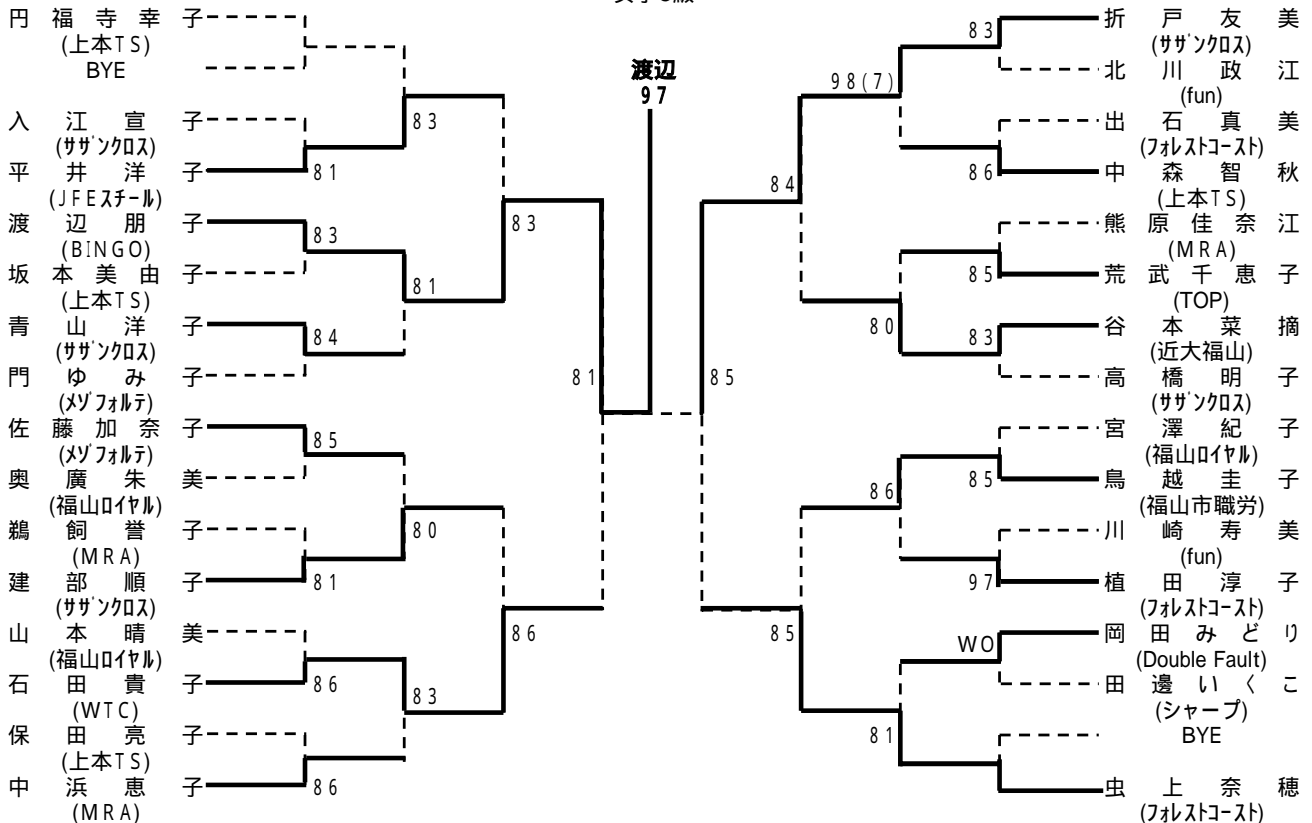 円 福 寺 幸 子
(上本TS)
BYE
入 江 宣 子
(ｻｻﾞﾝｸﾛｽ)
平 井 洋 子
(JFEｽﾁｰﾙ)
渡 辺 朋 子
(BINGO)
坂 本 美 由 子
(上本TS)
青 山 洋 子
(ｻｻﾞﾝｸﾛｽ)
門 ゆ み 子
(ﾒｿﾞﾌｫﾙﾃ)
佐 藤 加 奈 子
(ﾒｿﾞﾌｫﾙﾃ)
奥 廣 朱 美
(福山ﾛｲﾔﾙ)
鵜 飼 誉 子
(MRA)
建 部 順 子
(ｻｻﾞﾝｸﾛｽ)
山 本 晴 美
(福山ﾛｲﾔﾙ)
石 田 貴 子
(WTC)
保 田 亮 子
(上本TS)
中 浜 恵 子
(MRA)
81
83
84
85
81
86
86
83
81
80
83
83
86
81
渡辺
97
85
84
85
98(7)
80
86
81
83
86
85
83
85
97
WO
折 戸 友 美
(ｻｻﾞﾝｸﾛｽ)
北 川 政 江
(fun)
出 石 真 美
(ﾌｫﾚｽﾄｺｰｽﾄ)
中 森 智 秋
(上本TS)
熊 原 佳 奈 江
(MRA)
荒 武 千 恵 子
(TOP)
谷 本 菜 摘
(近大福山)
高 橋 明 子
(ｻｻﾞﾝｸﾛｽ)
宮 澤 紀 子
(福山ﾛｲﾔﾙ)
鳥 越 圭 子
(福山市職労)
川 崎 寿 美
(fun)
植 田 淳 子
(ﾌｫﾚｽﾄｺｰｽﾄ)
岡 田 み ど り
(Double Fault)
田 邊 い く こ
(シャープ)
BYE
虫 上 奈 穂
(ﾌｫﾚｽﾄｺｰｽﾄ)